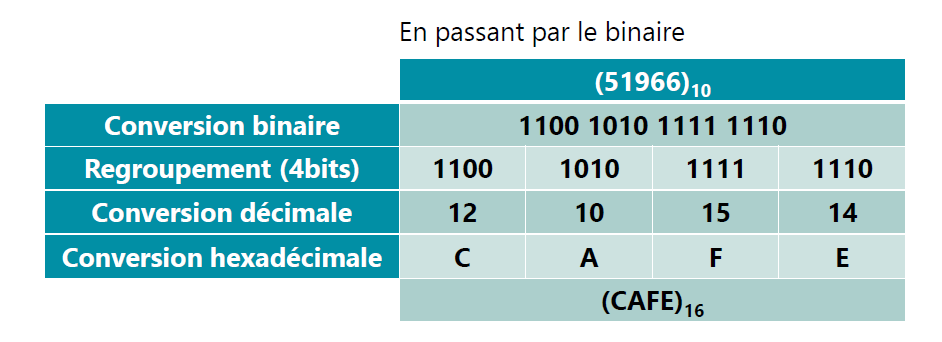 En passant par le binaire
(51966)10
Conversion binaire 1100 1010 1111 1110
Regroupement (4bits) 1100 1010 1111 1110
Conversion décimale 12 10 15 14
Conversion hexadécimale C A F E
(CAFE)16